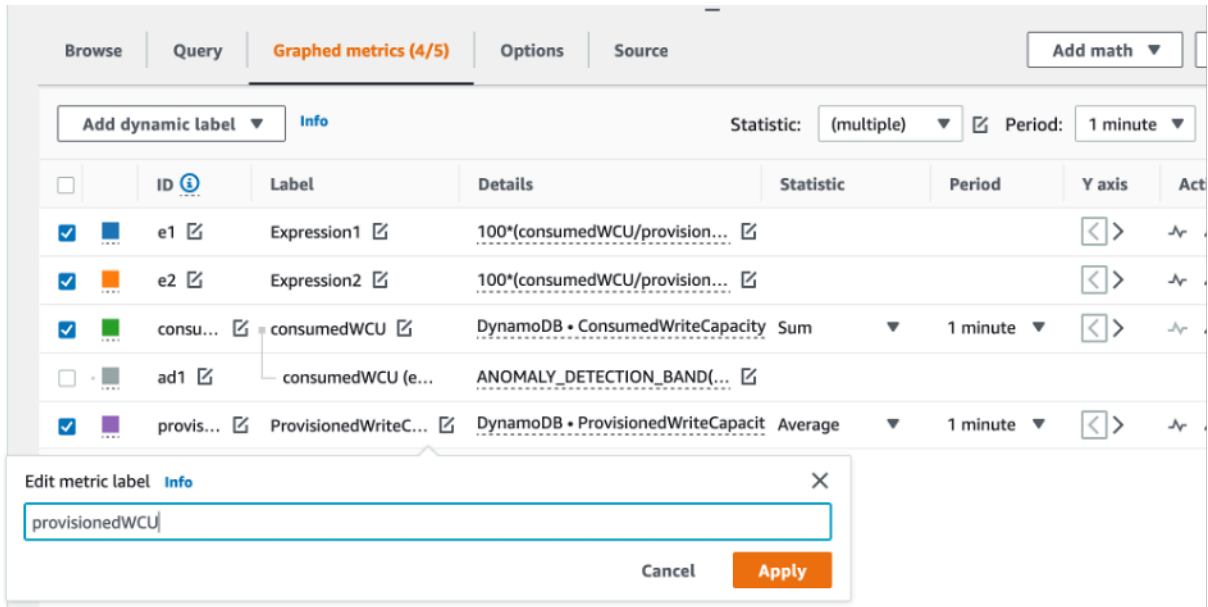 Browse Query Graphed metrics (4/5) Options Source Add math
Add dynamic label Info Statistic: (multiple) Period: 1 minute
ID Label Details Statistic Period Y axis Acti
e1 Expression1 100*(consumedWCU/provision...
e2 Expression2 100*(consumedWCU/provision...
consu... consumedWCU DynamoDB • ConsumedWriteCapacity Sum 1 minute
ad1 consumedWCU (e... ANOMALY_DETECTION_BAND(...
provis... ProvisionedWriteC... DynamoDB • ProvisionedWriteCapacit Average 1 minute
Edit metric label Info
provisionedWCU
Cancel Apply